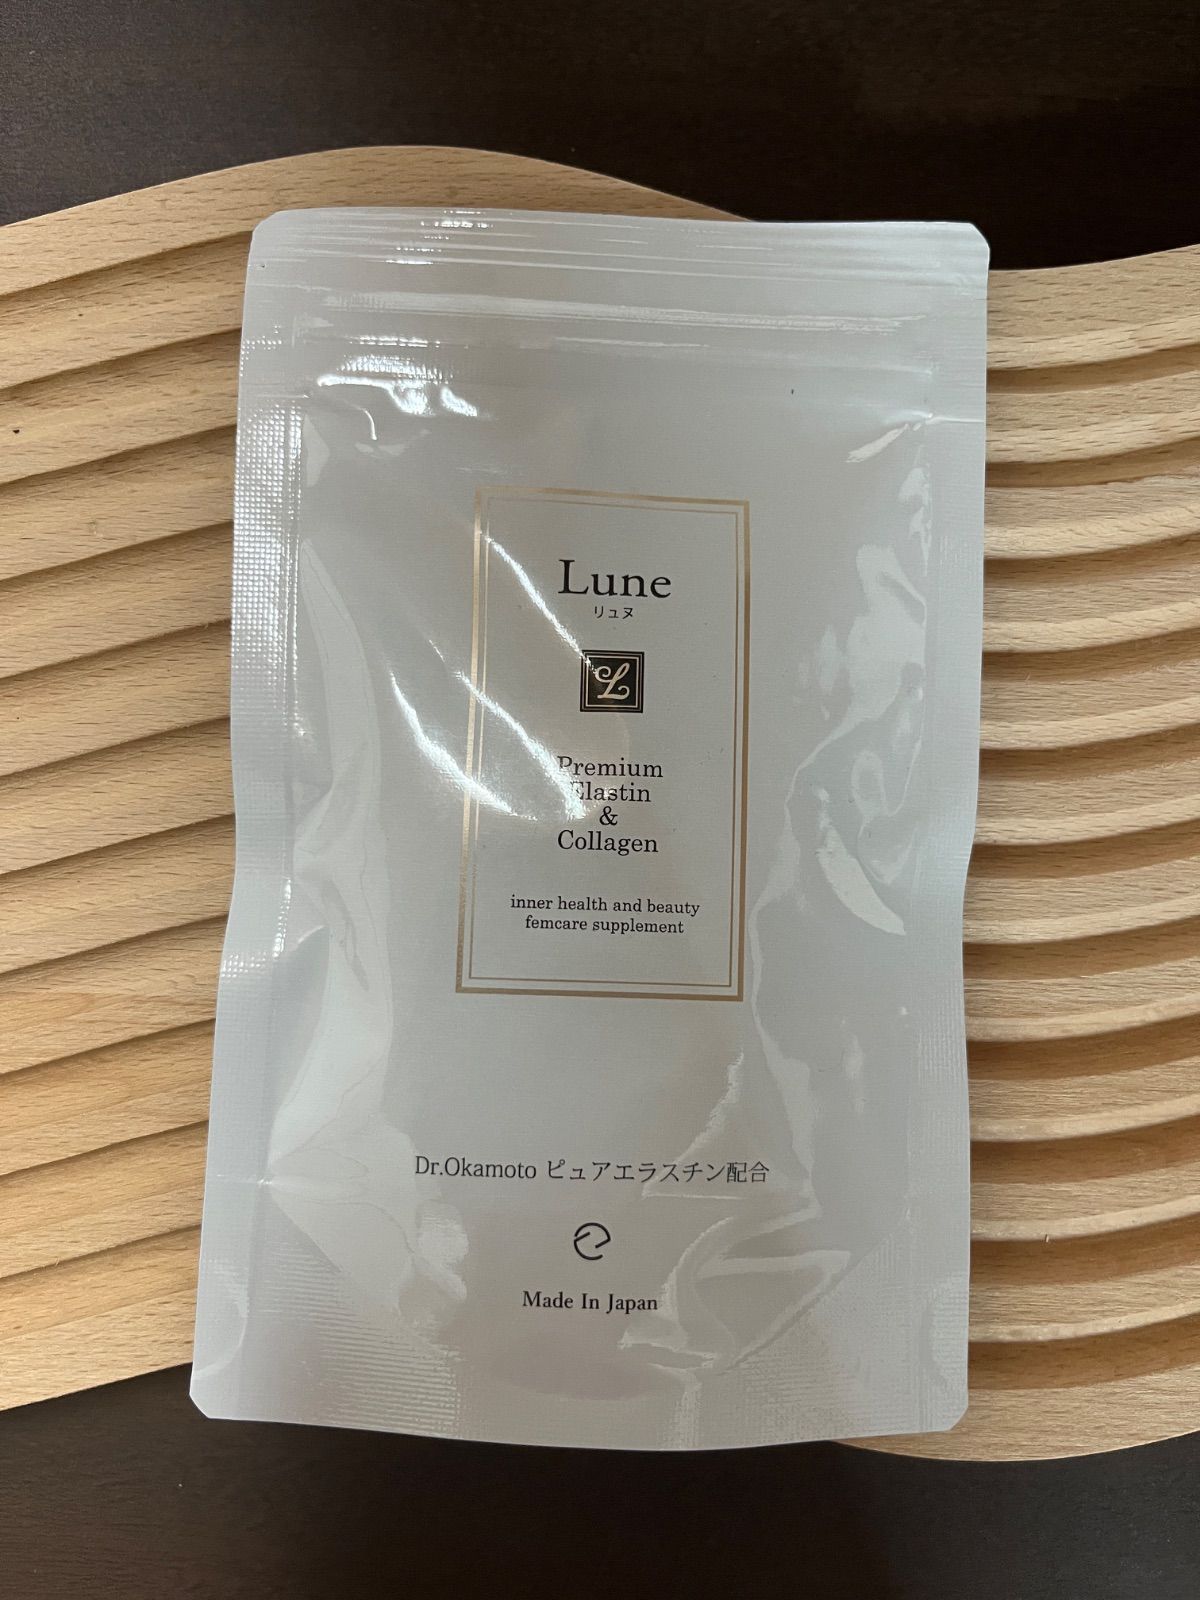 Lune
リュヌ
L
Premium
Elastin
&
Collagen
inner health and beauty
femcare supplement
Dr.Okamoto ピュアエラスチン配合
Made In Japan